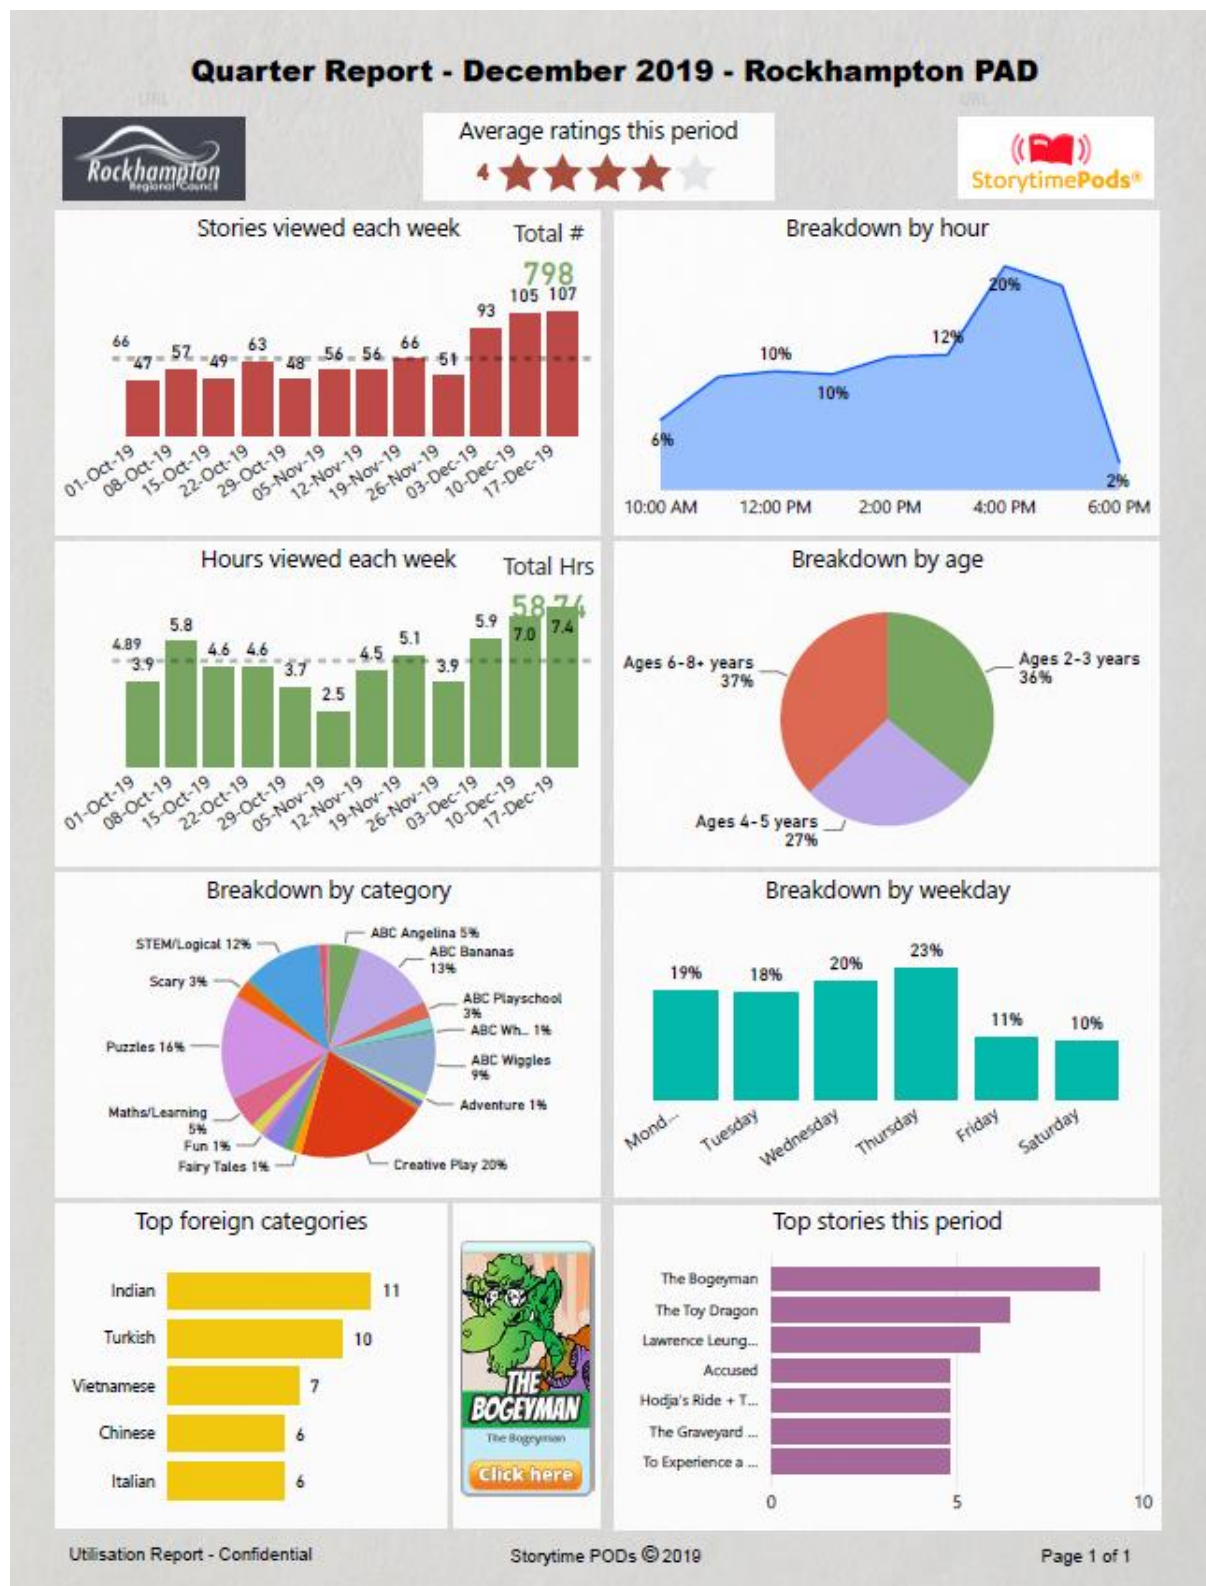 Quarter Report - December 2019 - Rockhampton PAD
URL
URL
Rockhampton
Regional Council
Average ratings this period
4
StorytimePods®
Stories viewed each week
Total #
798
66
47
57
49
63
48
56
56
66
51
93
105
107
01-Oct-19
08-Oct-19
15-Oct-19
22-Oct-19
29-Oct-19
05-Nov-19
12-Nov-19
19-Nov-19
26-Nov-19
03-Dec-19
10-Dec-19
17-Dec-19
Breakdown by hour
6%
10%
10%
12%
20%
2%
10:00 AM
12:00 PM
2:00 PM
4:00 PM
6:00 PM
Hours viewed each week
Total Hrs
58.74
4.89
3.9
5.8
4.6
4.6
3.7
2.5
4.5
5.1
3.9
5.9
7.0
7.4
01-Oct-19
08-Oct-19
15-Oct-19
22-Oct-19
29-Oct-19
05-Nov-19
12-Nov-19
19-Nov-19
26-Nov-19
03-Dec-19
10-Dec-19
17-Dec-19
Breakdown by age
Ages 6-8+ years
37%
Ages 2-3 years
36%
Ages 4-5 years
27%
Breakdown by category
STEM/Logical 12%
Scary 3%
Puzzles 16%
Maths/Learning
5%
Fun 1%
Fairy Tales 1%
ABC Angelina 5%
ABC Bananas
13%
ABC Playschool
3%
ABC Wh... 1%
ABC Wiggles
9%
Adventure 1%
Creative Play 20%
Breakdown by weekday
19%
18%
20%
23%
11%
10%
Mond...
Tuesday
Wednesday
Thursday
Friday
Saturday
Top foreign categories
Indian
11
Turkish
10
Vietnamese
7
Chinese
6
Italian
6
THE
BOGEYMAN
The Bogeyman
Click here
Top stories this period
The Bogeyman
The Toy Dragon
Lawrence Leung...
Accused
Hodja's Ride + T...
The Graveyard ...
To Experience a ...
0
5
10
Utilisation Report - Confidential
Storytime PODs © 2019
Page 1 of 1